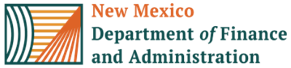 New Mexico
Department of Finance
and Administration